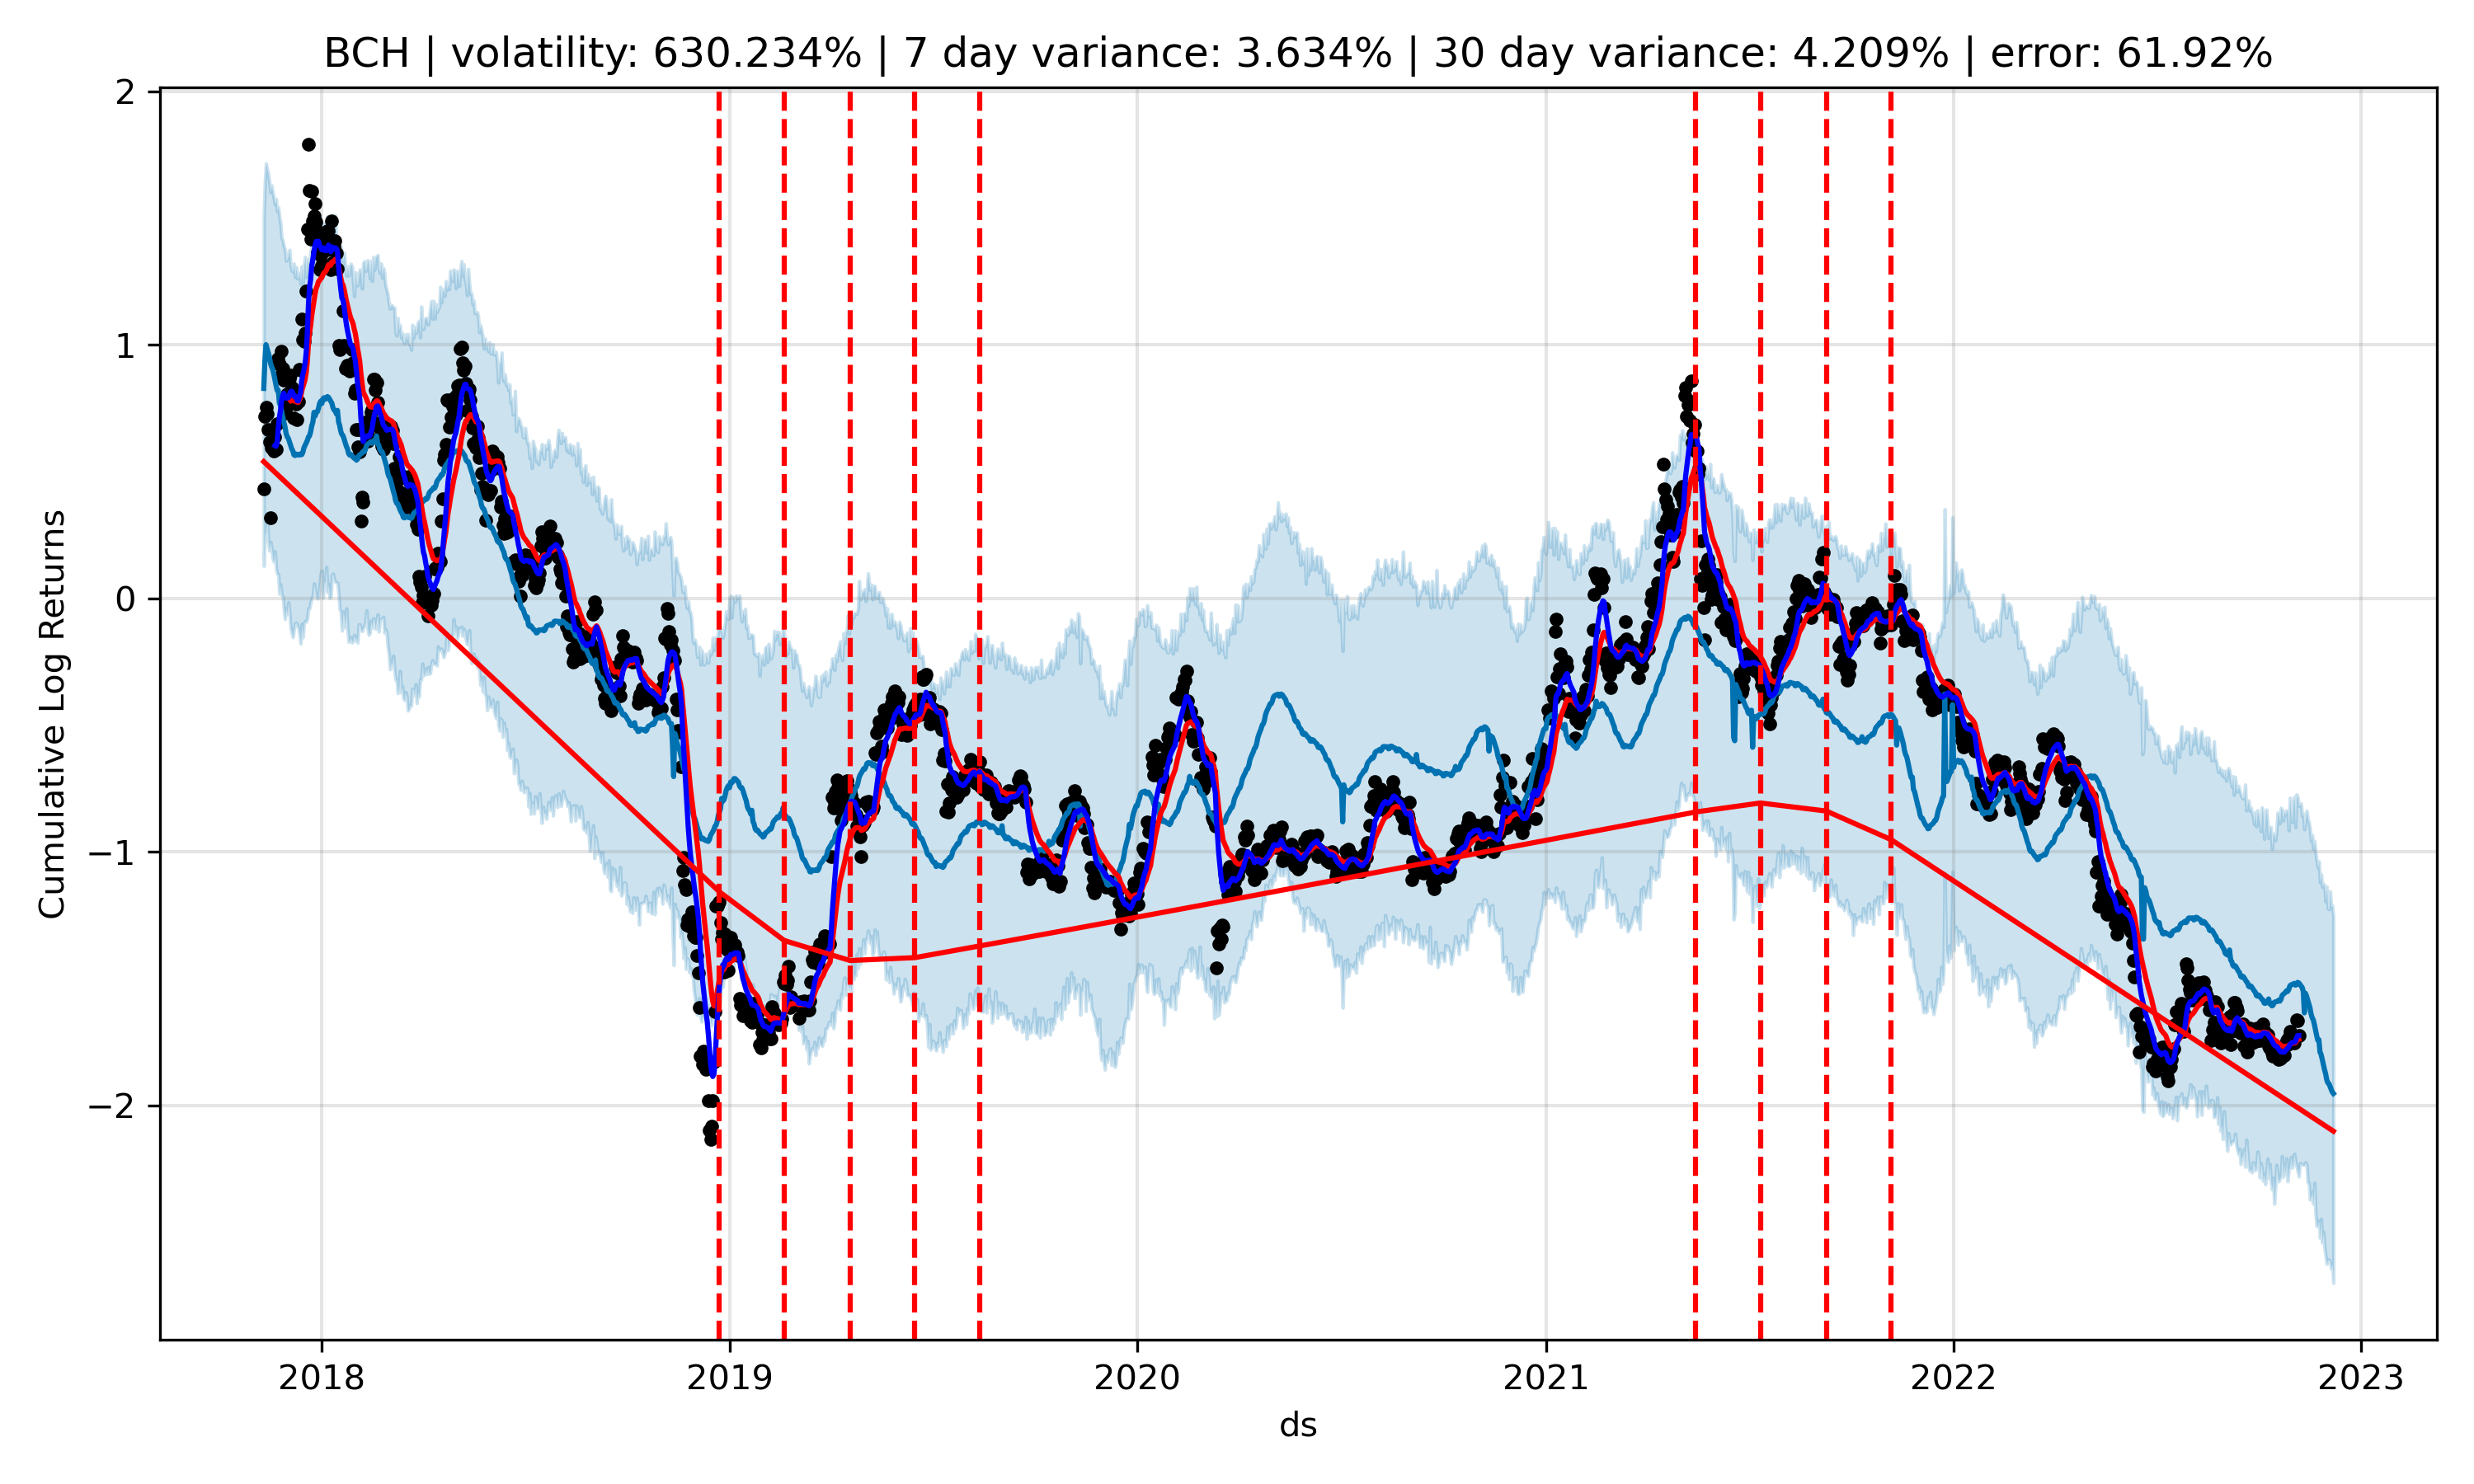 BCH | volatility: 630.234% | 7 day variance: 3.634% | 30 day variance: 4.209% | error: 61.92%
2
1
0
−1
−2
Cumulative Log Returns
2018 2019 2020 2021 2022 2023
ds